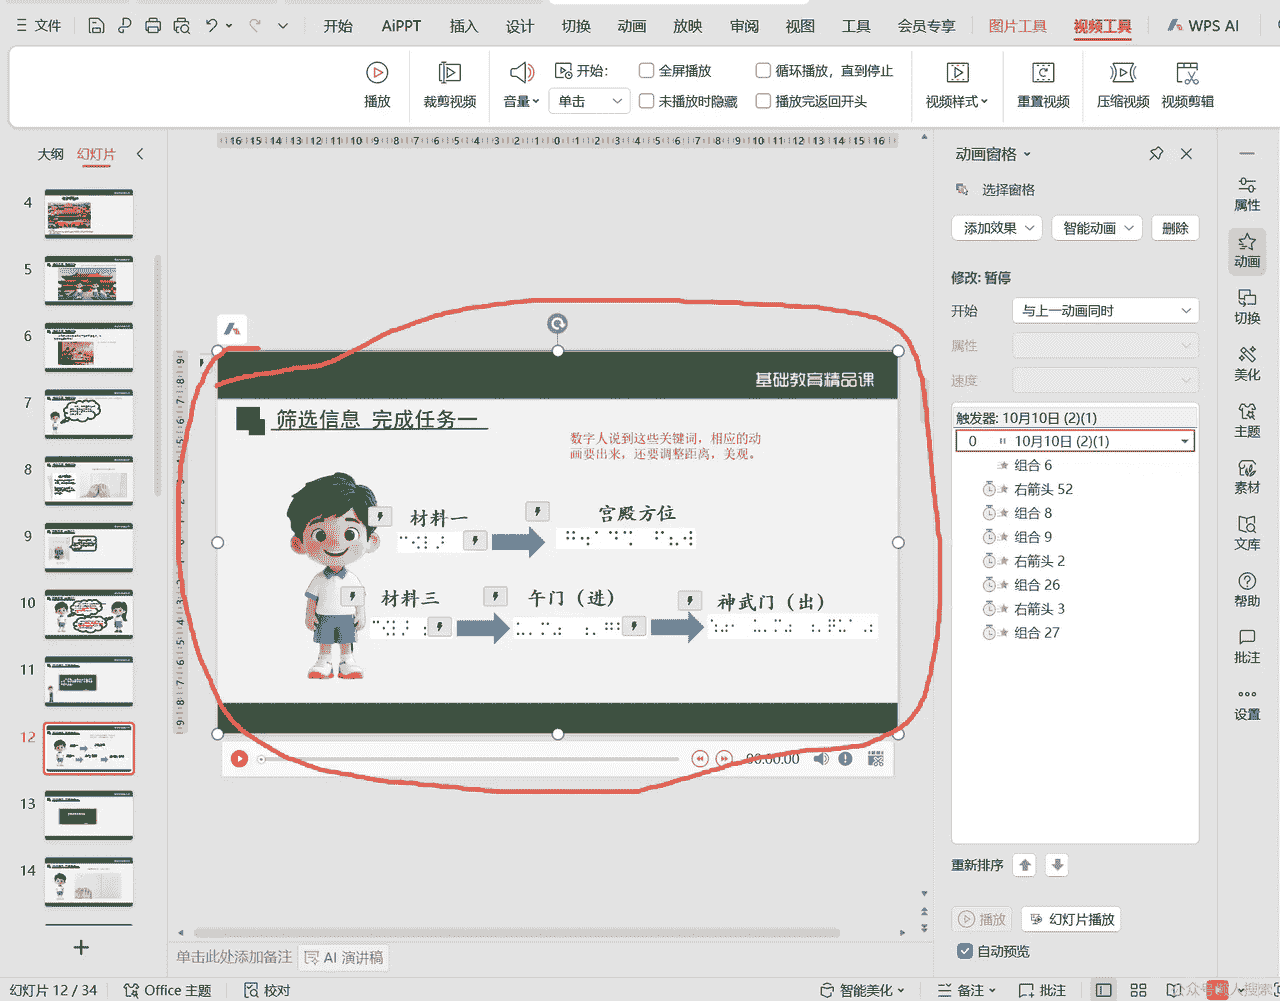 文件
开始
AiPPT
插入
设计
切换
动画
放映
审阅
视图
工具
会员专享
图片工具
视频工具
WPS AI
播放
裁剪视频
音量
开始:
单击
全屏播放
未播放时隐藏
循环播放，直到停止
播放完返回开头
视频样式
重置视频
压缩视频
视频剪辑
大纲
幻灯片
4
5
6
7
8
9
10
11
12
13
14
基础教育精品课
筛选信息 完成任务一
数字人说到这些关键词，相应的动
画要出来，还要调整距离，美观。
材料一
宫殿方位
材料三
午门（进）
神武门（出）
00:00:00
动画窗格
选择窗格
添加效果
智能动画
删除
修改: 暂停
开始
与上一动画同时
属性
速度
触发器: 10月10日 (2)(1)
0 10月10日 (2)(1)
组合 6
右箭头 52
组合 8
组合 9
右箭头 2
组合 26
右箭头 3
组合 27
重新排序
播放
幻灯片播放
自动预览
属性
动画
切换
美化
主题
素材
文库
帮助
批注
设置
单击此处添加备注
AI 演讲稿
幻灯片 12 / 34
Office 主题
校对
智能美化
备注
批注